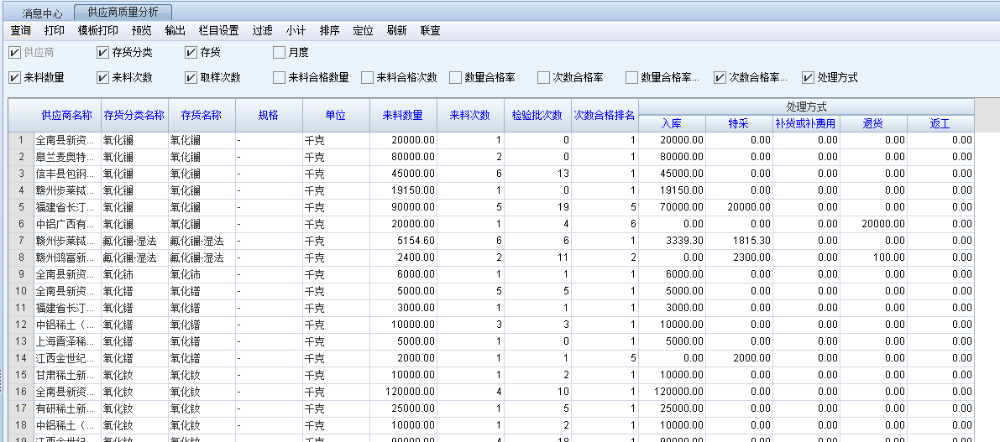 消息中心 供应商质量分析
查询 打印 模板打印 预览 输出 栏目设置 过滤 小计 排序 定位 刷新 联查
供应商 存货分类 存货 月度
来料数量 来料次数 取样次数 来料合格数量 来料合格次数 数量合格率 次数合格率 数量合格率... 次数合格率... 处理方式
供应商名称 存货分类名称 存货名称 规格 单位 来料数量 来料次数 检验批次数 次数合格排名 处理方式
入库 特采 补货或补费用 退货 返工
1 全南县新资... 氧化镧 氧化镧 - 千克 20000.00 1 0 1 20000.00 0.00 0.00 0.00 0.00
2 皋兰麦奥特... 氧化镧 氧化镧 - 千克 80000.00 2 0 1 80000.00 0.00 0.00 0.00 0.00
3 信丰县包钢... 氧化镧 氧化镧 - 千克 45000.00 6 13 1 45000.00 0.00 0.00 0.00 0.00
4 赣州步莱铽... 氧化镧 氧化镧 - 千克 19150.00 1 0 1 19150.00 0.00 0.00 0.00 0.00
5 福建省长汀... 氧化镧 氧化镧 - 千克 90000.00 5 19 5 70000.00 20000.00 0.00 0.00 0.00
6 中铝广西有... 氧化镧 氧化镧 - 千克 20000.00 1 4 6 0.00 0.00 0.00 20000.00 0.00
7 赣州步莱铽... 氟化镧-湿法 氟化镧-湿法 - 千克 5154.60 6 6 1 3339.30 1815.30 0.00 0.00 0.00
8 赣州鸿富新... 氟化镧-湿法 氟化镧-湿法 - 千克 2400.00 2 11 2 0.00 2300.00 0.00 100.00 0.00
9 全南县新资... 氧化铈 氧化铈 - 千克 6000.00 1 1 1 6000.00 0.00 0.00 0.00 0.00
10 全南县新资... 氧化镨 氧化镨 - 千克 5000.00 5 5 1 5000.00 0.00 0.00 0.00 0.00
11 福建省长汀... 氧化镨 氧化镨 - 千克 3000.00 1 1 1 3000.00 0.00 0.00 0.00 0.00
12 中铝稀土（... 氧化镨 氧化镨 - 千克 10000.00 3 3 1 10000.00 0.00 0.00 0.00 0.00
13 上海晋泽稀... 氧化镨 氧化镨 - 千克 5000.00 1 0 1 5000.00 0.00 0.00 0.00 0.00
14 江西金世纪... 氧化镨 氧化镨 - 千克 2000.00 1 1 5 0.00 2000.00 0.00 0.00 0.00
15 甘肃稀土新... 氧化钕 氧化钕 - 千克 10000.00 1 2 1 10000.00 0.00 0.00 0.00 0.00
16 全南县新资... 氧化钕 氧化钕 - 千克 120000.00 4 10 1 120000.00 0.00 0.00 0.00 0.00
17 有研稀土新... 氧化钕 氧化钕 - 千克 25000.00 1 5 1 25000.00 0.00 0.00 0.00 0.00
18 中铝稀土（... 氧化钕 氧化钕 - 千克 10000.00 1 2 1 10000.00 0.00 0.00 0.00 0.00
19 江西金世纪... 氧化钕 氧化钕 - 千克 90000.00 4 18 1 90000.00 0.00 0.00 0.00 0.00